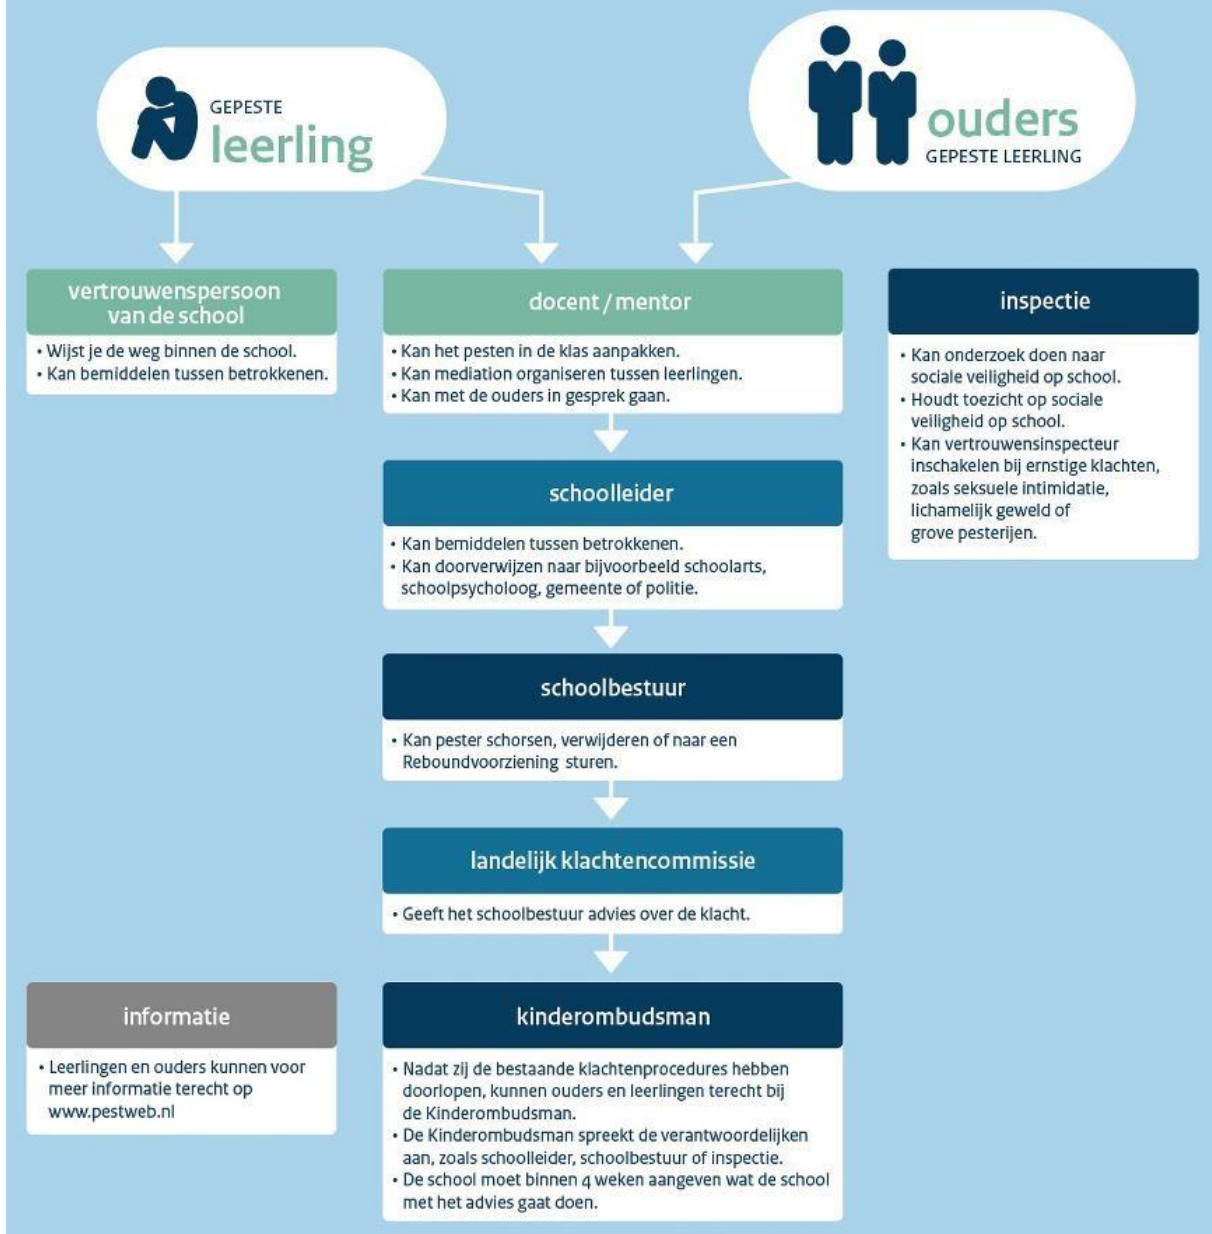 GEPESTE
leerling
ouders
GEPESTE LEERLING
vertrouwenspersoon
van de school
• Wijst je de weg binnen de school.
• Kan bemiddelen tussen betrokkenen.
docent / mentor
• Kan het pesten in de klas aanpakken.
• Kan mediation organiseren tussen leerlingen.
• Kan met de ouders in gesprek gaan.
inspectie
• Kan onderzoek doen naar
sociale veiligheid op school.
• Houdt toezicht op sociale
veiligheid op school.
• Kan vertrouwensinspecteur
inschakelen bij ernstige klachten,
zoals seksuele intimidatie,
lichamelijk geweld of
grove pesterijen.
schoolleider
• Kan bemiddelen tussen betrokkenen.
• Kan doorverwijzen naar bijvoorbeeld schoolarts,
schoolpsycholoog, gemeente of politie.
schoolbestuur
• Kan pester schorsen, verwijderen of naar een
Reboundvoorziening sturen.
landelijk klachtencommissie
• Geeft het schoolbestuur advies over de klacht.
informatie
• Leerlingen en ouders kunnen voor
meer informatie terecht op
www.pestweb.nl
kinderombudsman
• Nadat zij de bestaande klachtenprocedures hebben
doorlopen, kunnen ouders en leerlingen terecht bij
de Kinderombudsman.
• De Kinderombudsman spreekt de verantwoordelijken
aan, zoals schoolleider, schoolbestuur of inspectie.
• De school moet binnen 4 weken aangeven wat de school
met het advies gaat doen.